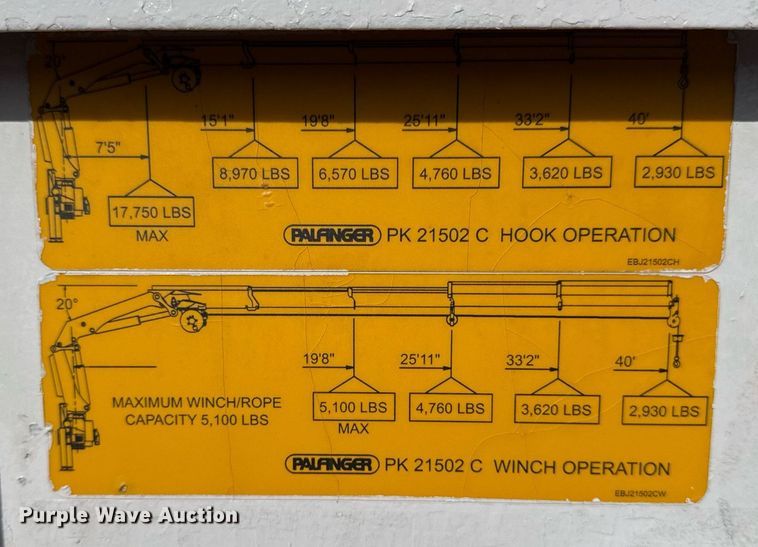 20°
15'1" 19'8" 25'11" 33'2" 40'
7'5"
8,970 LBS 6,570 LBS 4,760 LBS 3,620 LBS 2,930 LBS
17,750 LBS
MAX
PALFINGER PK 21502 C HOOK OPERATION
EBJ21502CH
20°
19'8" 25'11" 33'2" 40'
MAXIMUM WINCH/ROPE
CAPACITY 5,100 LBS
5,100 LBS 4,760 LBS 3,620 LBS 2,930 LBS
MAX
PALFINGER PK 21502 C WINCH OPERATION
EBJ21502CW
Purple Wave Auction